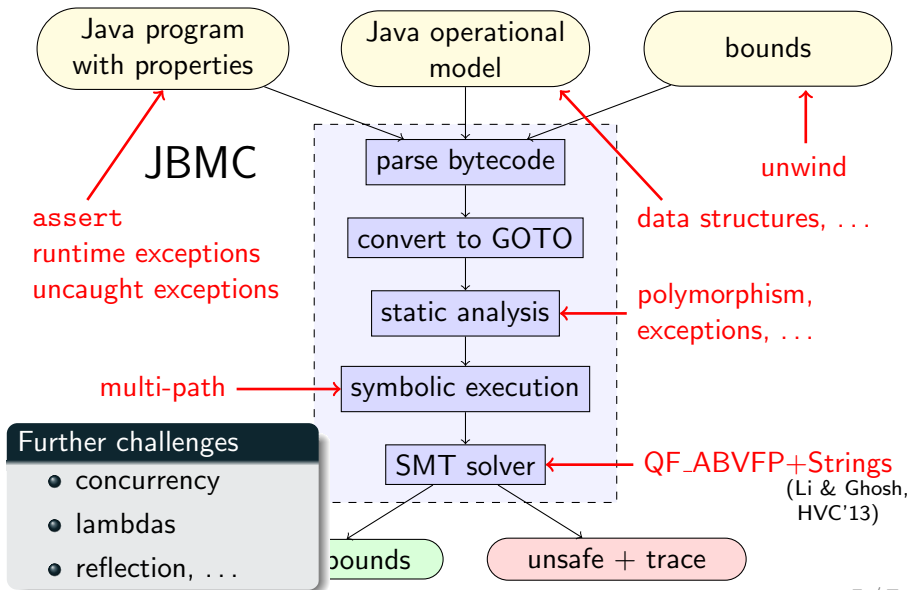 Java program
with properties
Java operational
model
bounds
JBMC
parse bytecode
unwind
assert
runtime exceptions
uncaught exceptions
data structures, ...
convert to GOTO
static analysis
polymorphism,
exceptions, ...
multi-path
symbolic execution
Further challenges
concurrency
lambdas
reflection, ...
SMT solver
QF_ABVFP+Strings
(Li & Ghosh,
HVC'13)
bounds
unsafe + trace